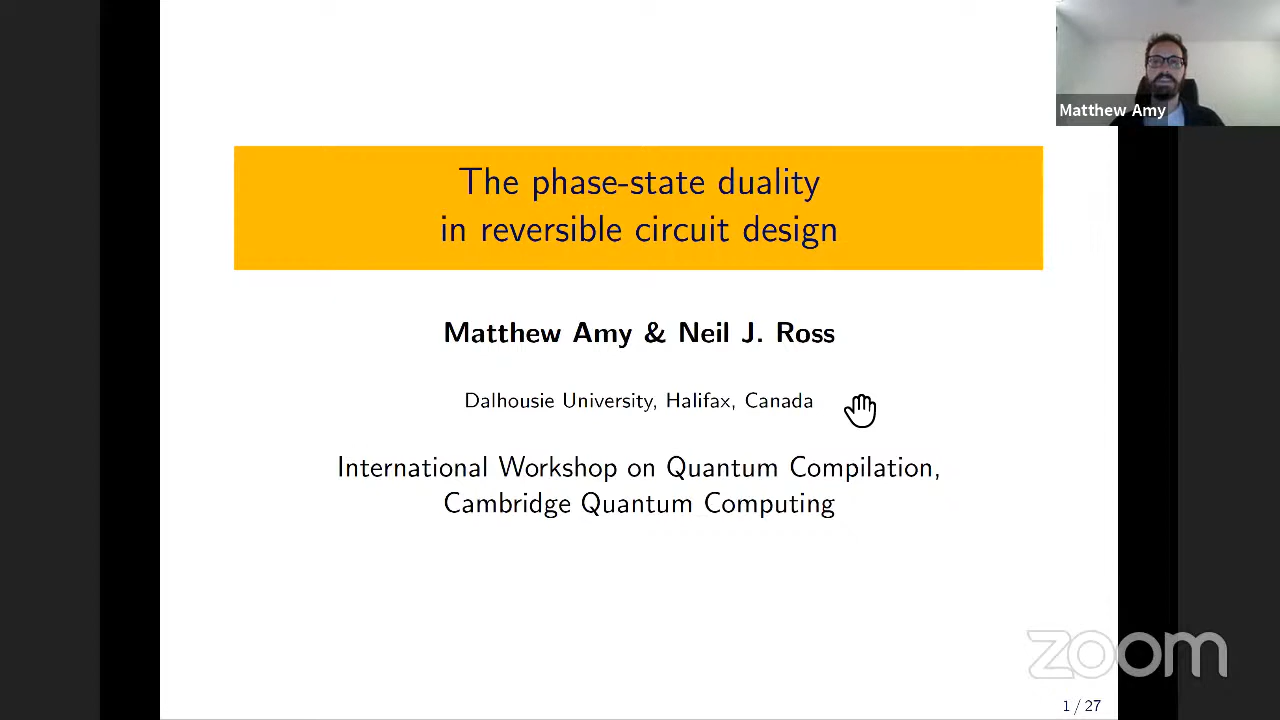 Matthew Amy
The phase-state duality
in reversible circuit design
Matthew Amy & Neil J. Ross
Dalhousie University, Halifax, Canada
International Workshop on Quantum Compilation,
Cambridge Quantum Computing
zoom
1 / 27